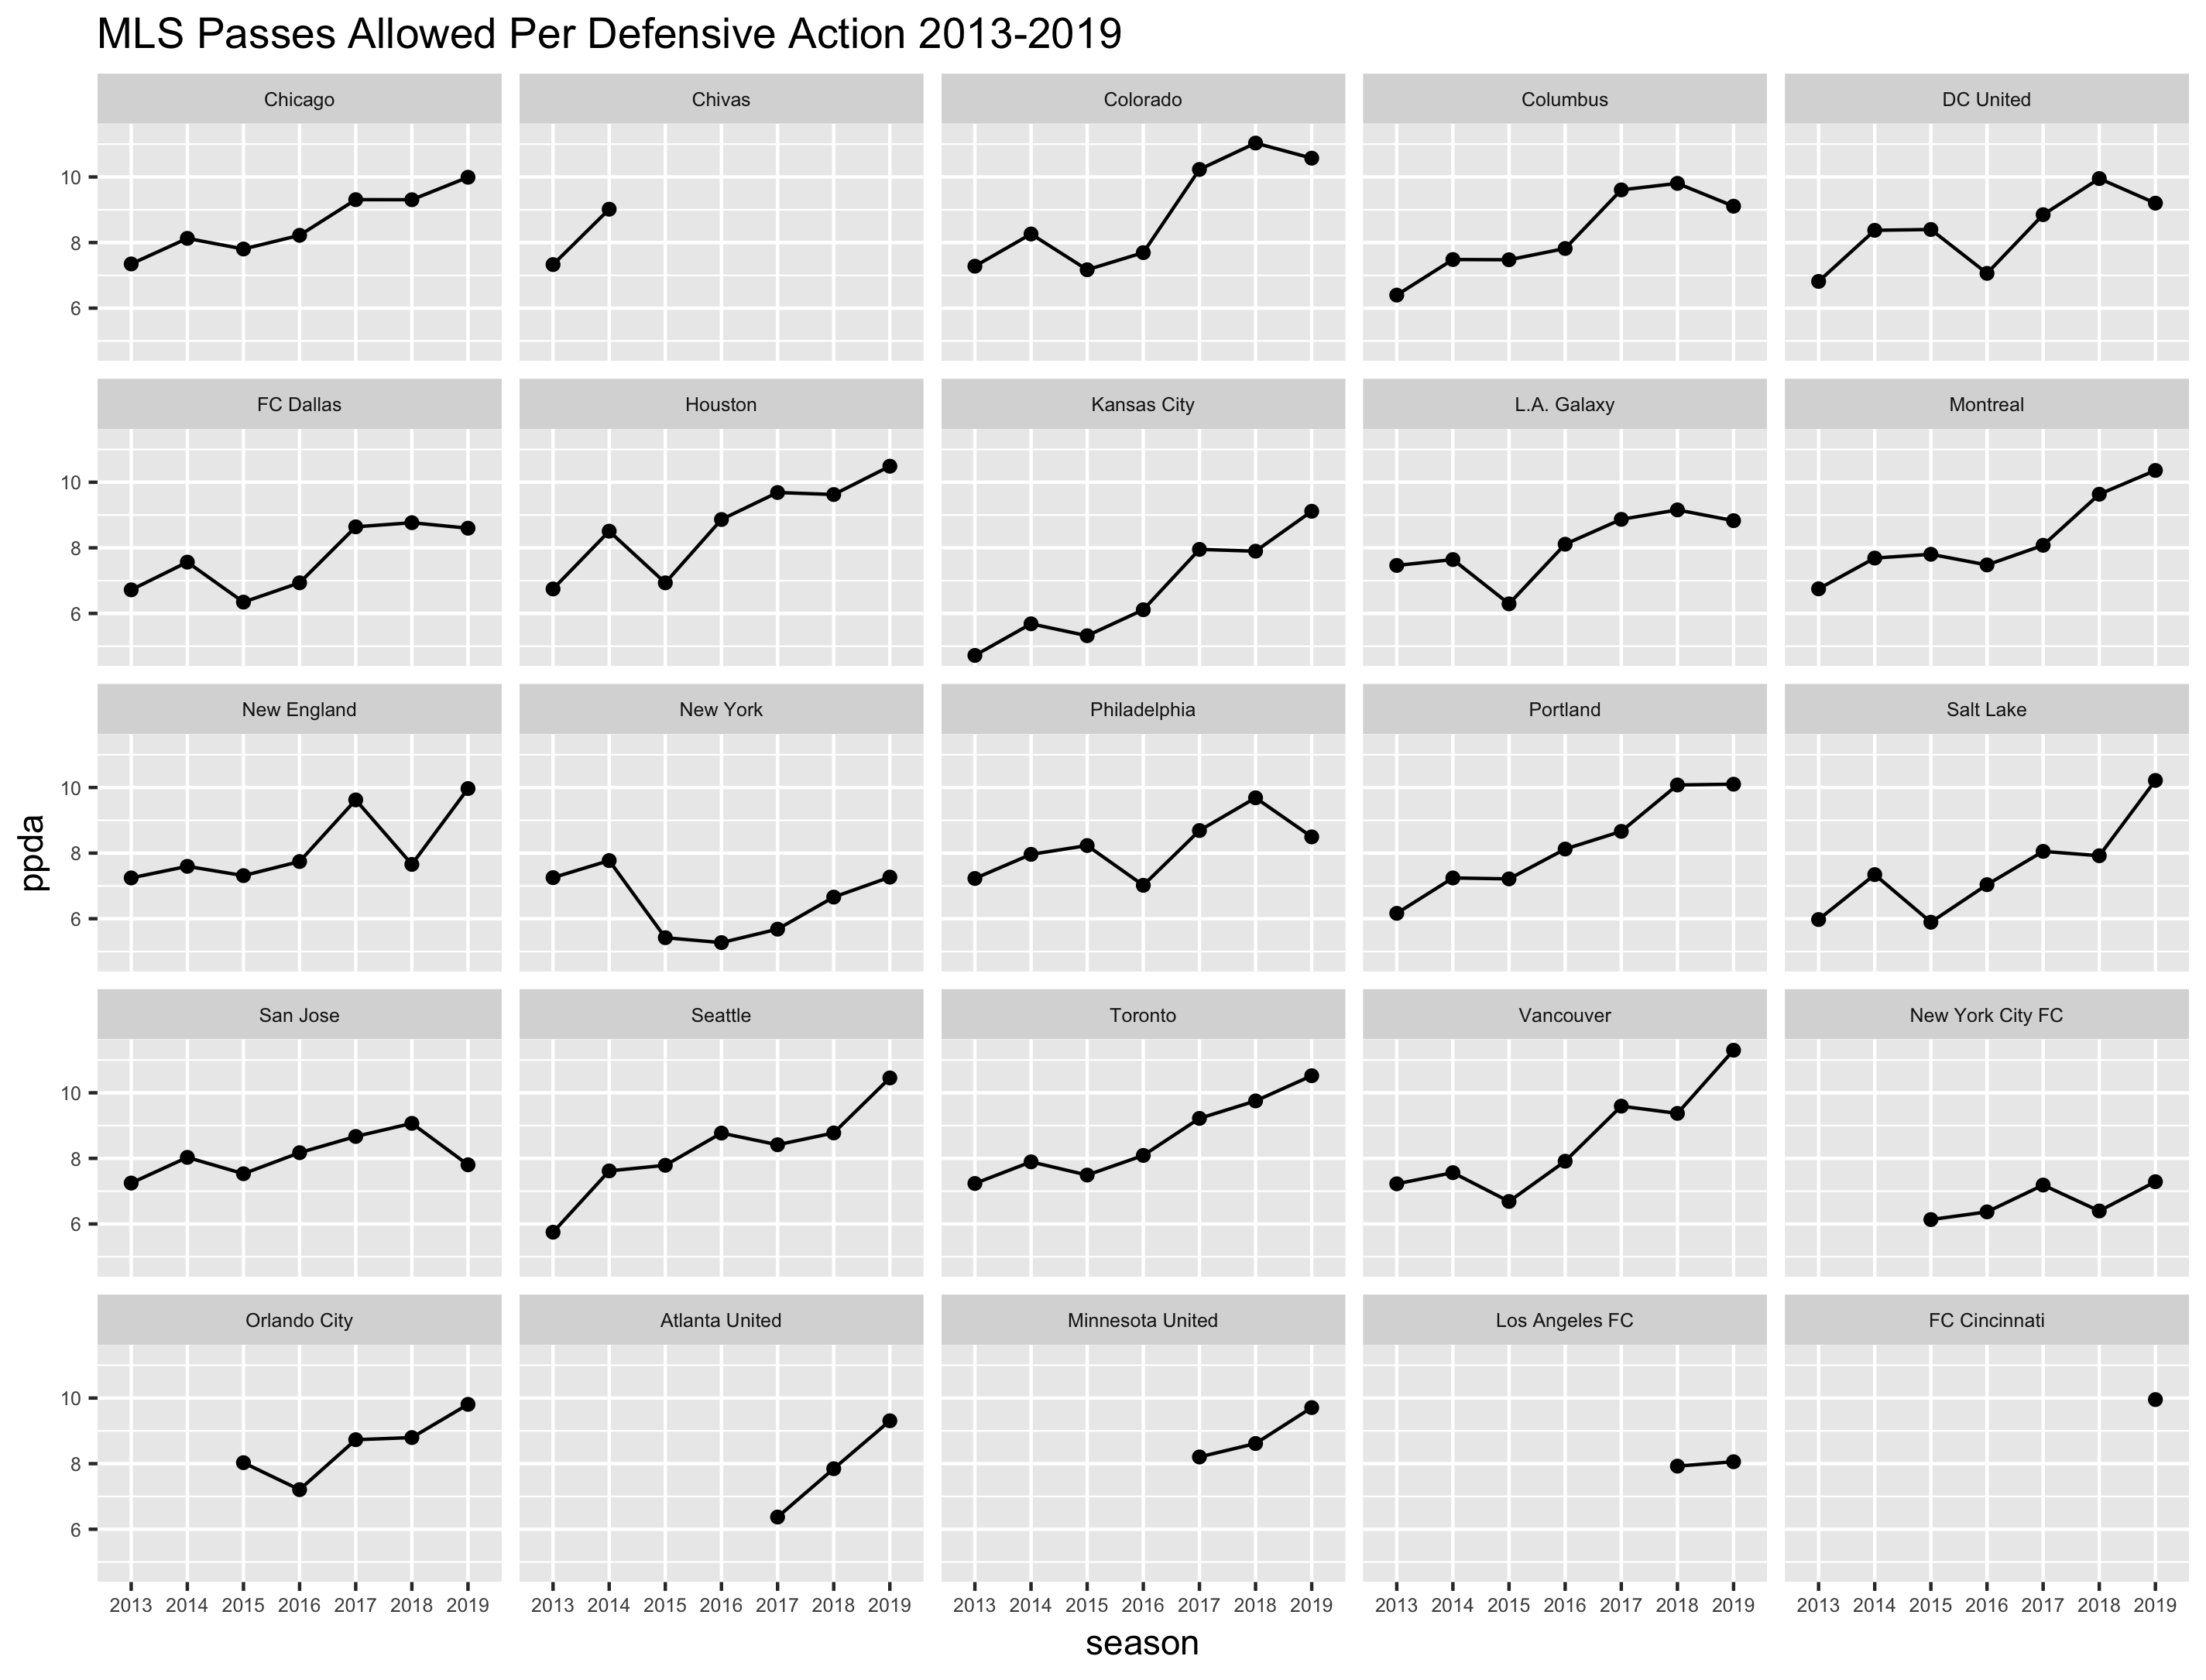 MLS Passes Allowed Per Defensive Action 2013-2019
Chicago Chivas Colorado Columbus DC United
10
8
6
FC Dallas Houston Kansas City L.A. Galaxy Montreal
10
8
6
New England New York Philadelphia Portland Salt Lake
10
8
6
ppda
San Jose Seattle Toronto Vancouver New York City FC
10
8
6
Orlando City Atlanta United Minnesota United Los Angeles FC FC Cincinnati
10
8
6
2013 2014 2015 2016 2017 2018 2019 2013 2014 2015 2016 2017 2018 2019 2013 2014 2015 2016 2017 2018 2019 2013 2014 2015 2016 2017 2018 2019 2013 2014 2015 2016 2017 2018 2019
season